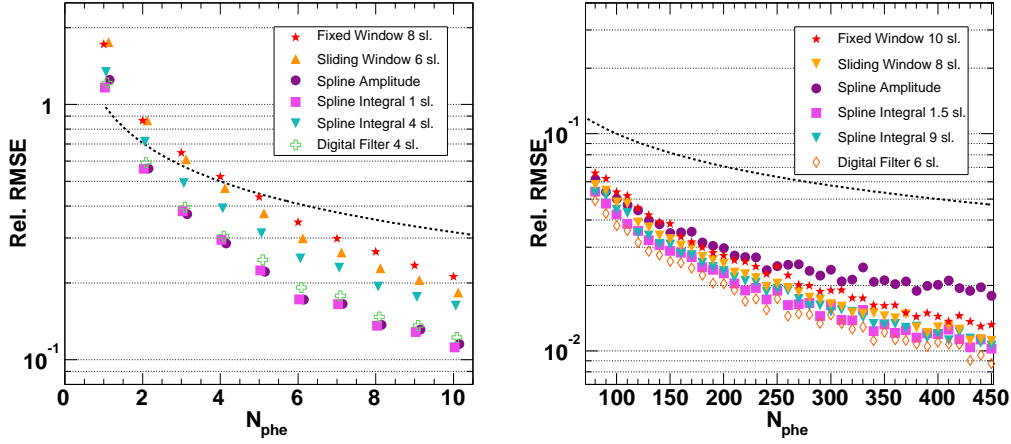 Rel. RMSE
1
10⁻¹
Fixed Window 8 sl.
Sliding Window 6 sl.
Spline Amplitude
Spline Integral 1 sl.
Spline Integral 4 sl.
Digital Filter 4 sl.
0 2 4 6 8 10
N_phe
Rel. RMSE
10⁻¹
10⁻²
Fixed Window 10 sl.
Sliding Window 8 sl.
Spline Amplitude
Spline Integral 1.5 sl.
Spline Integral 9 sl.
Digital Filter 6 sl.
100 150 200 250 300 350 400 450
N_phe